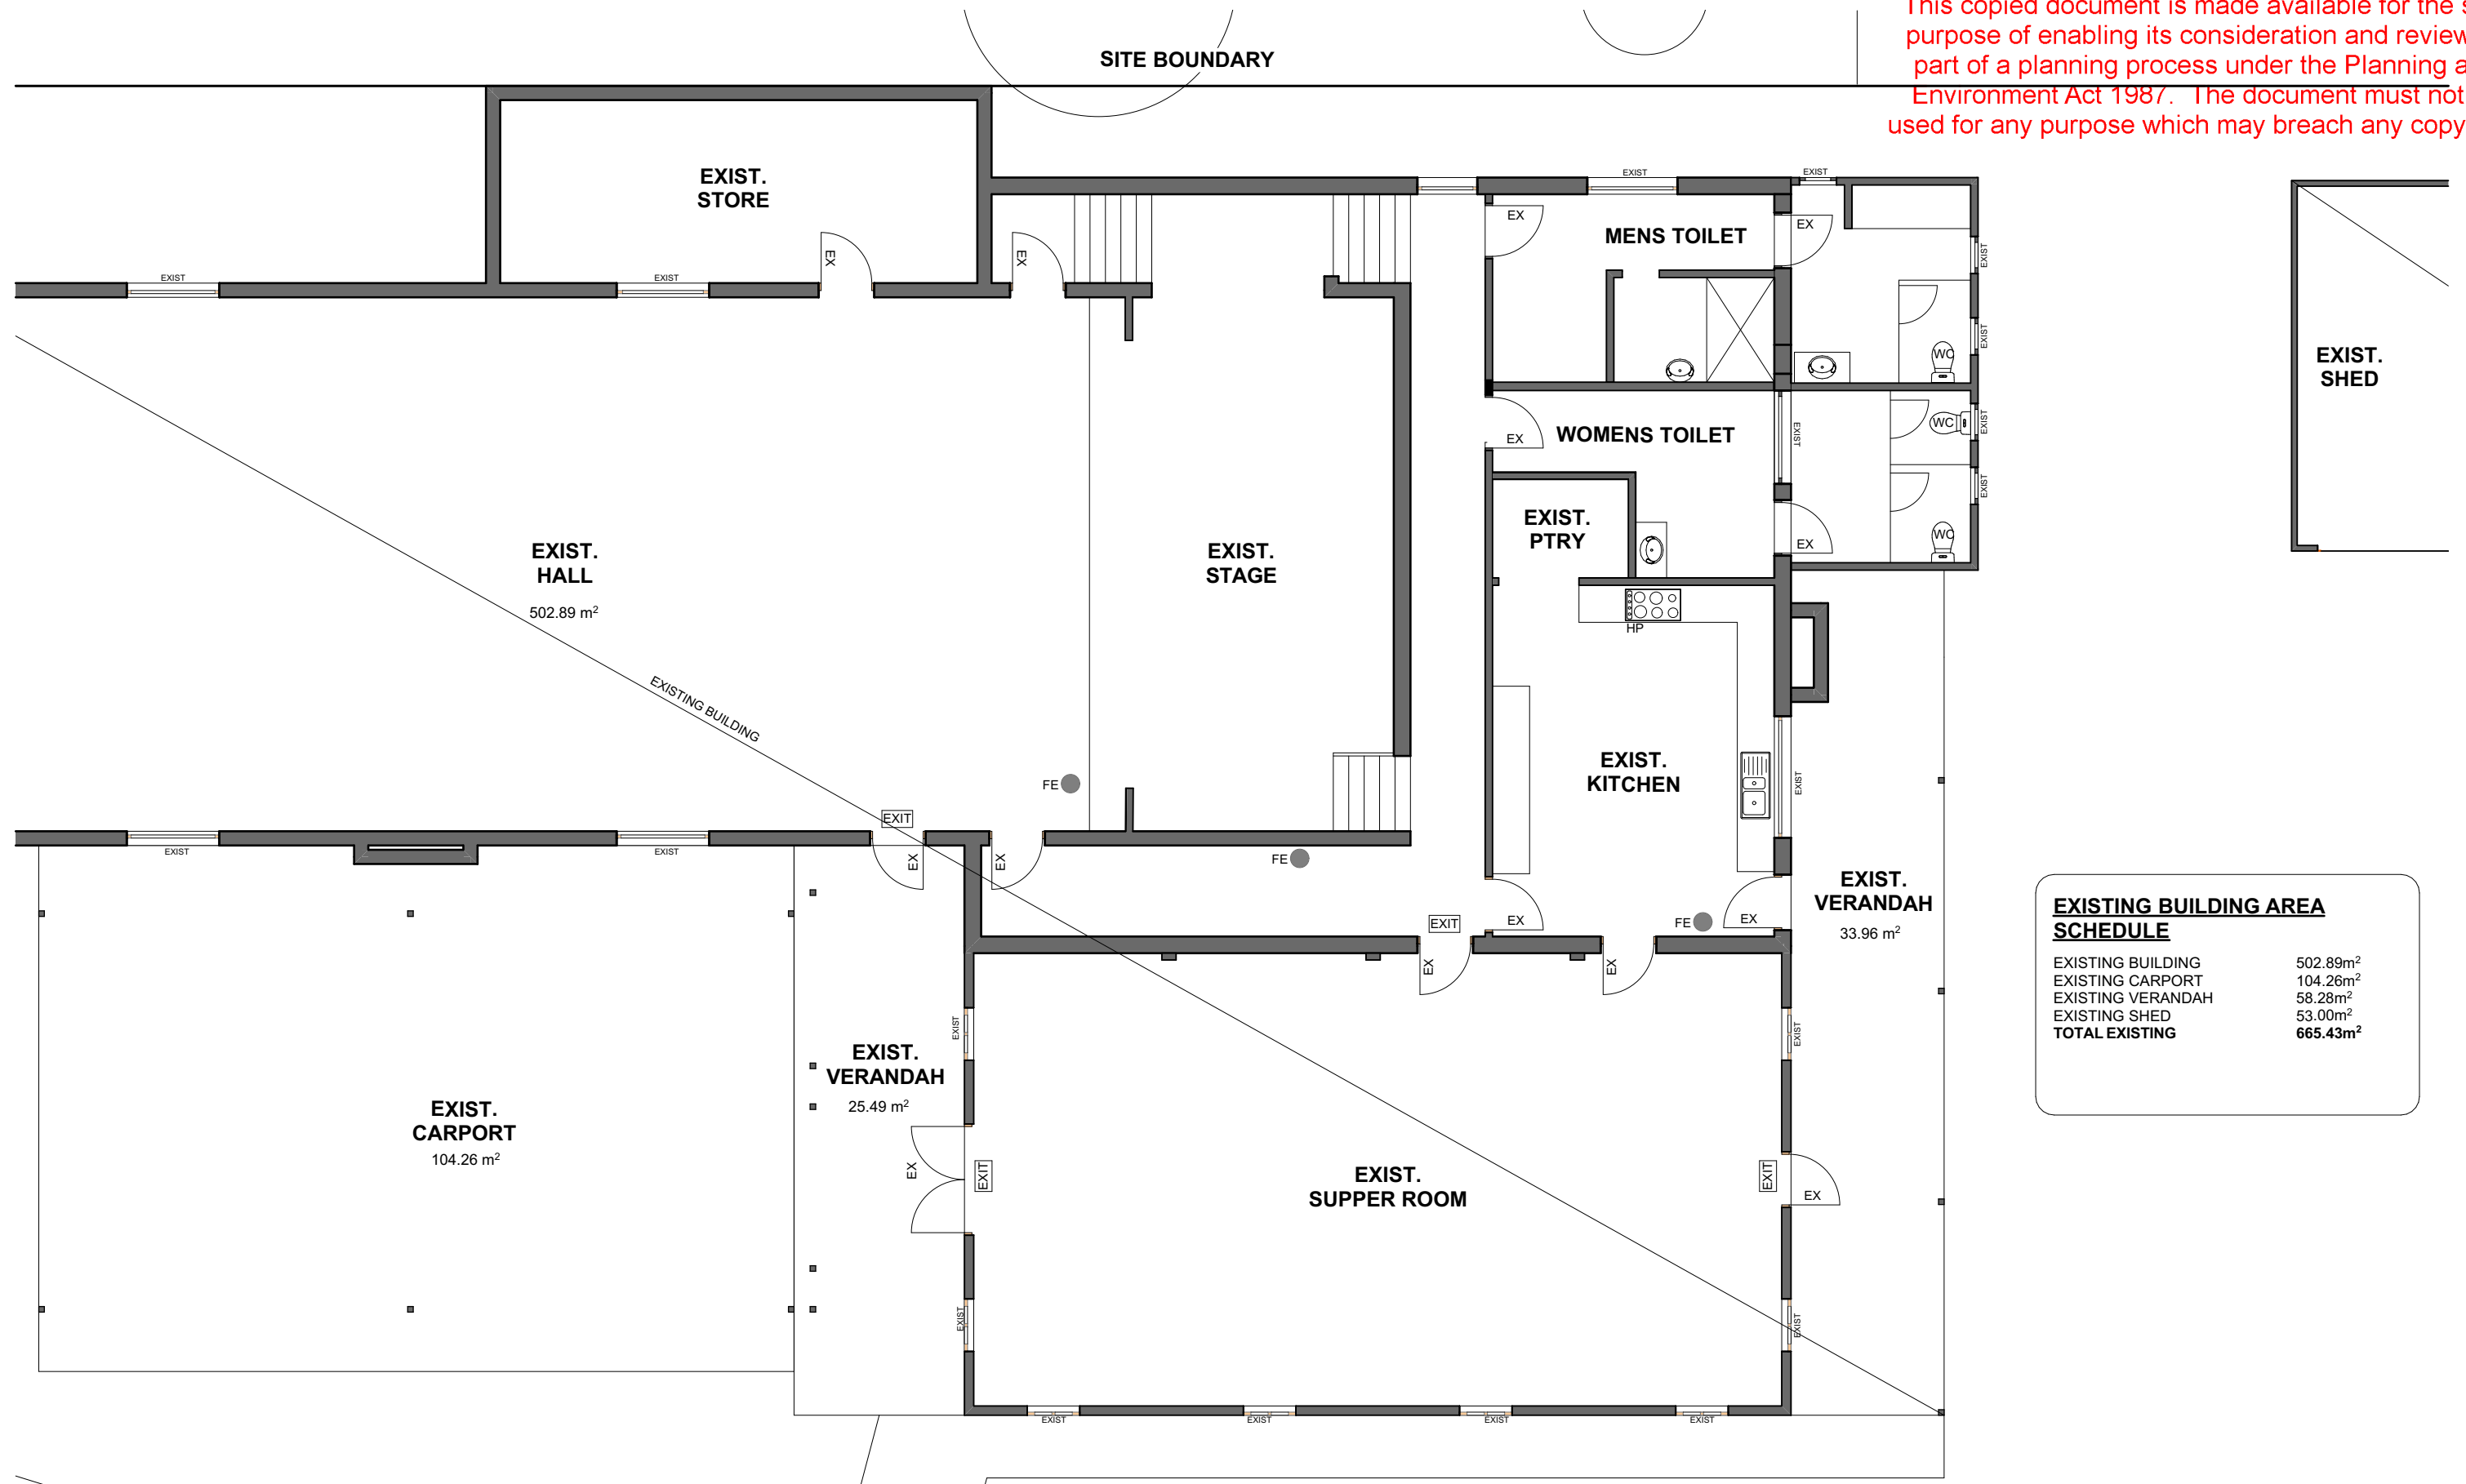 This copied document is made available for the
purpose of enabling its consideration and review
part of a planning process under the Planning
Environment Act 1987. The document must not
used for any purpose which may breach any
SITE BOUNDARY
EXIST.
STORE
EXIST
EXIST
EX
EX
EXIST
EXIST
EX
MENS TOILET
EX
EXIST
EXIST
WC
EXIST.
SHED
EX
WOMENS TOILET
EXIST
WC
EXIST
EXIST
EXIST.
PTRY
EX
WC
EXIST.
HALL
502.89 m²
EXIST.
STAGE
HP
EXISTING BUILDING
EXIST.
KITCHEN
EXIST
FE
EXIT
EX
EX
FE
EXIST
EXIST
EXIT
EX
FE
EX
EXIST.
VERANDAH
33.96 m²
EX
EX
EXISTING BUILDING AREA
SCHEDULE
EXISTING BUILDING 502.89m²
EXISTING CARPORT 104.26m²
EXISTING VERANDAH 58.28m²
EXISTING SHED 53.00m²
TOTAL EXISTING 665.43m²
EXIST
EXIST
EXIST.
VERANDAH
25.49 m²
EXIST.
CARPORT
104.26 m²
EX
EXIT
EXIST.
SUPPER ROOM
EXIT
EX
EXIST
EXIST
EXIST
EXIST
EXIST
EXIST